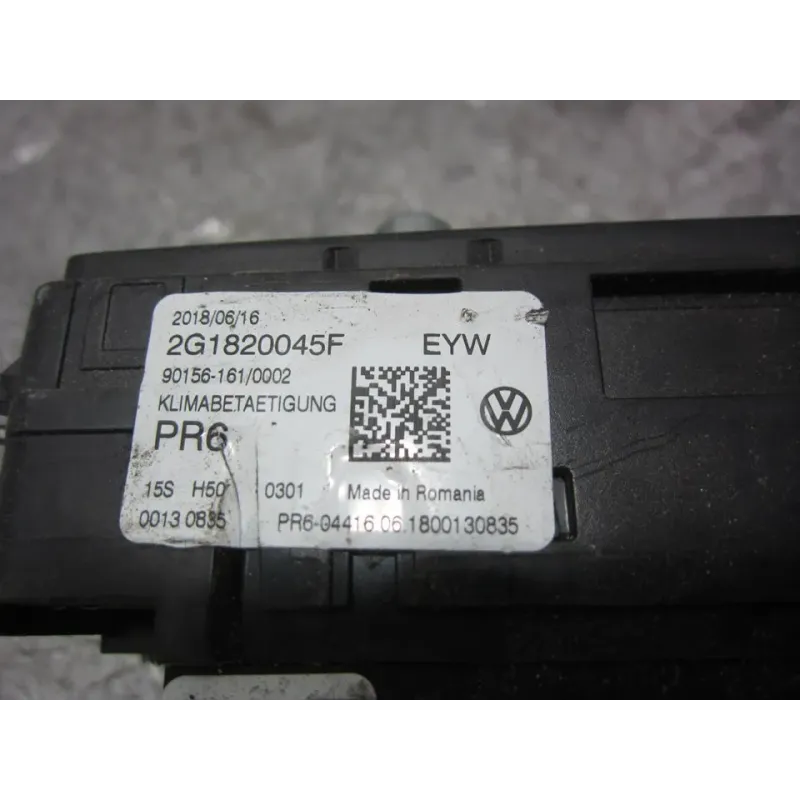 2018/06/16
2G1820045F EYW
90156-161/0002
KLIMABETAETIGUNG
PR6
15S H50 0301 Made in Romania
0013 0835 PR6-04416.06.1800130835